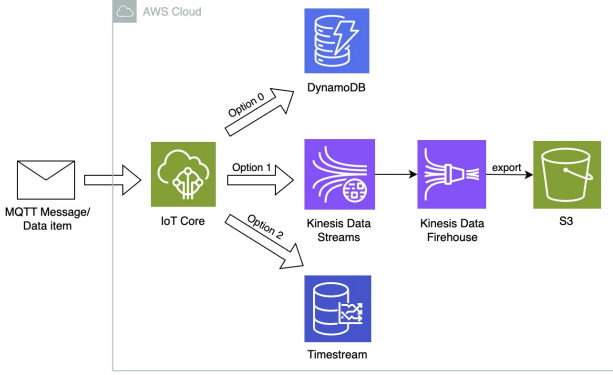 AWS Cloud
DynamoDB
Option 0
MQTT Message/
Data item
IoT Core
Option 1
Kinesis Data
Streams
Kinesis Data
Firehouse
export
S3
Option 2
Timestream